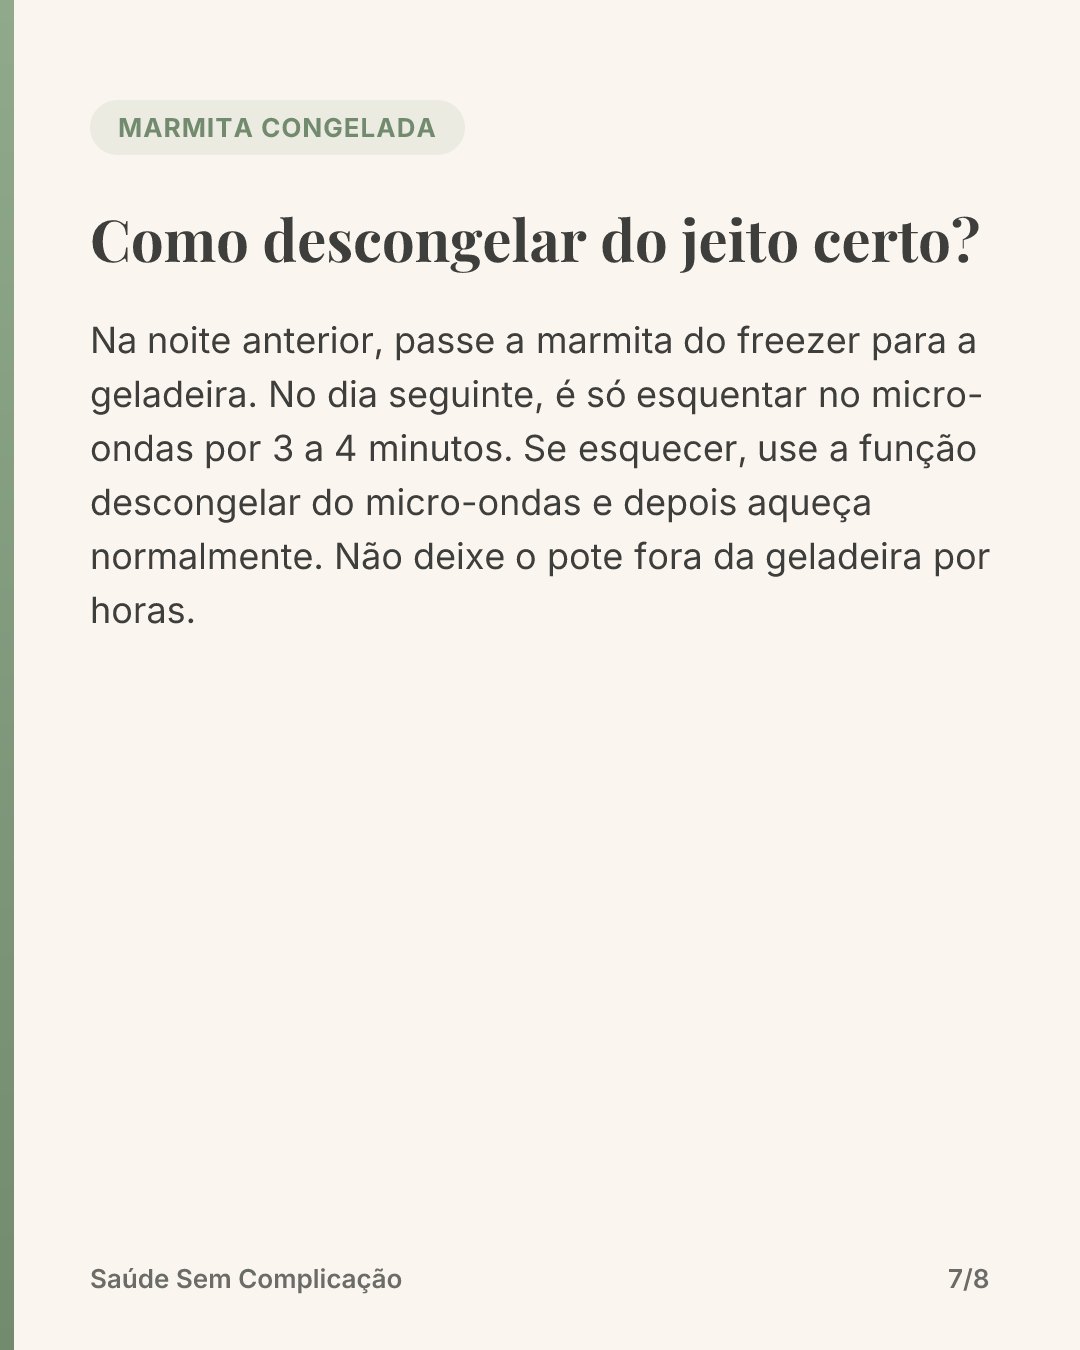 MARMITA CONGELADA
Como descongelar do jeito certo?
Na noite anterior, passe a marmita do freezer para a
geladeira. No dia seguinte, é só esquentar no micro-
ondas por 3 a 4 minutos. Se esquecer, use a função
descongelar do micro-ondas e depois aqueça
normalmente. Não deixe o pote fora da geladeira por
horas.
Saúde Sem Complicação
7/8